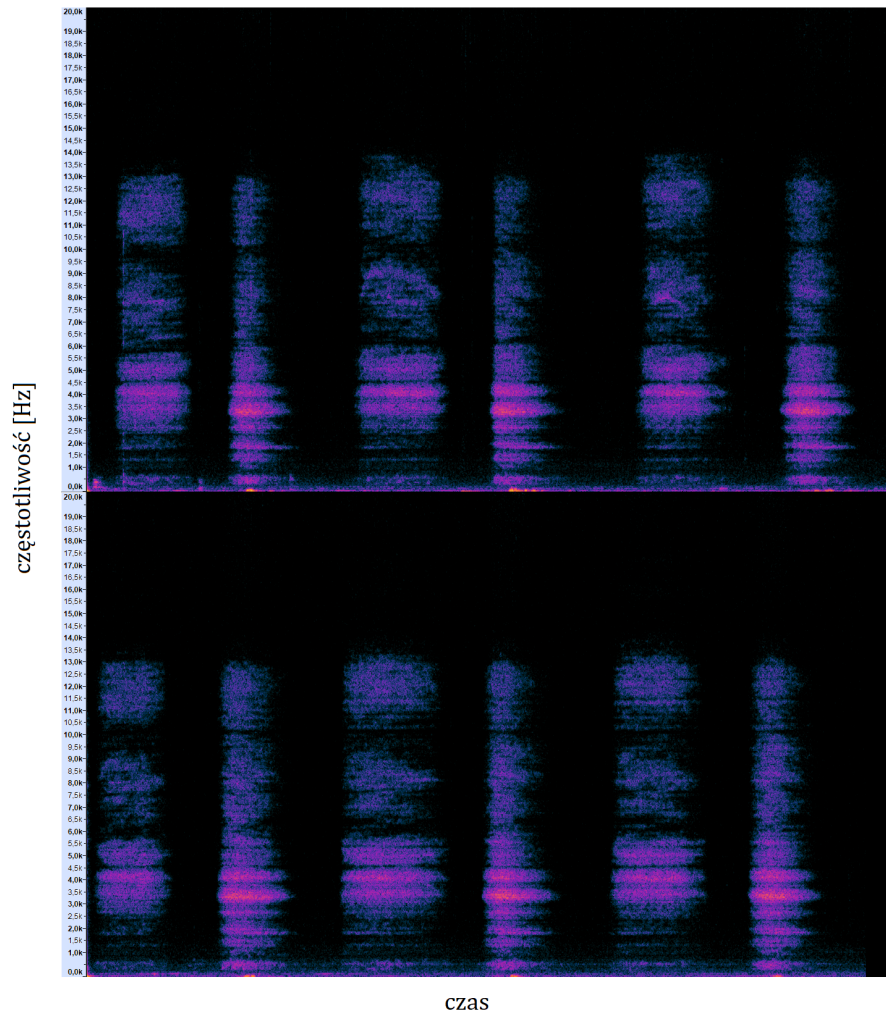 częstotliwość [Hz]
20,0k
19,0k
18,5k
18,0k
17,5k
17,0k
16,5k
16,0k
15,5k
15,0k
14,5k
14,0k
13,5k
13,0k
12,5k
12,0k
11,5k
11,0k
10,5k
10,0k
9,5k
9,0k
8,5k
8,0k
7,5k
7,0k
6,5k
6,0k
5,5k
5,0k
4,5k
4,0k
3,5k
3,0k
2,5k
2,0k
1,5k
1,0k
0,0k
20,0k
19,0k
18,5k
18,0k
17,5k
17,0k
16,5k
16,0k
15,5k
15,0k
14,5k
14,0k
13,5k
13,0k
12,5k
12,0k
11,5k
11,0k
10,5k
10,0k
9,5k
9,0k
8,5k
8,0k
7,5k
7,0k
6,5k
6,0k
5,5k
5,0k
4,5k
4,0k
3,5k
3,0k
2,5k
2,0k
1,5k
1,0k
0,0k
czas